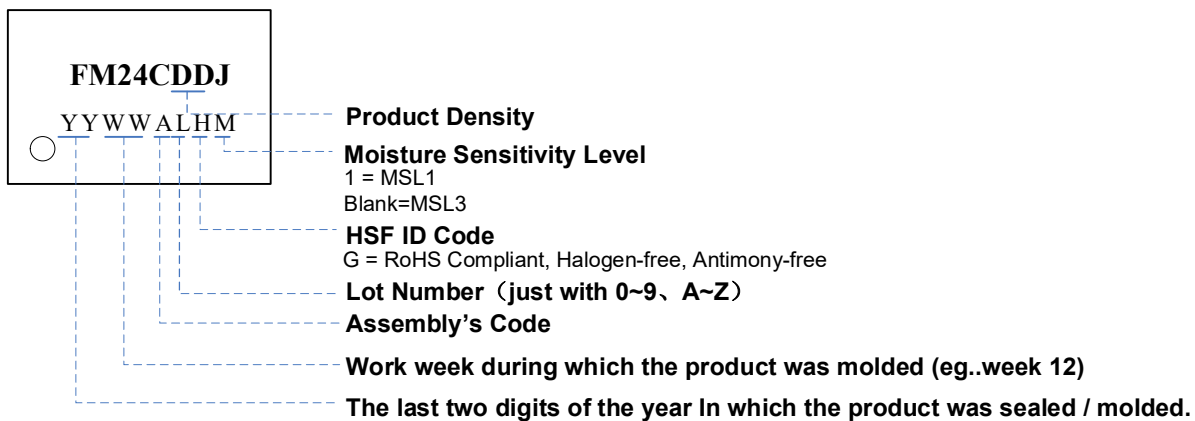 FM24CDDJ
YYWWALHM
Product Density
Moisture Sensitivity Level
1 = MSL1
Blank=MSL3
HSF ID Code
G = RoHS Compliant, Halogen-free, Antimony-free
Lot Number（just with 0~9、A~Z）
Assembly's Code
Work week during which the product was molded (eg..week 12)
The last two digits of the year In which the product was sealed / molded.